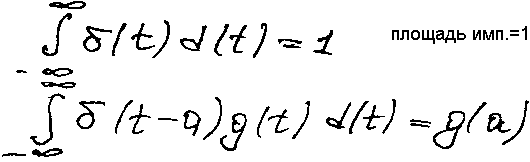 ∫_{-∞}^{∞} δ(t) d(t) = 1 площадь имп.=1
∫_{-∞}^{∞} δ(t-a)g(t) d(t) = g(a)